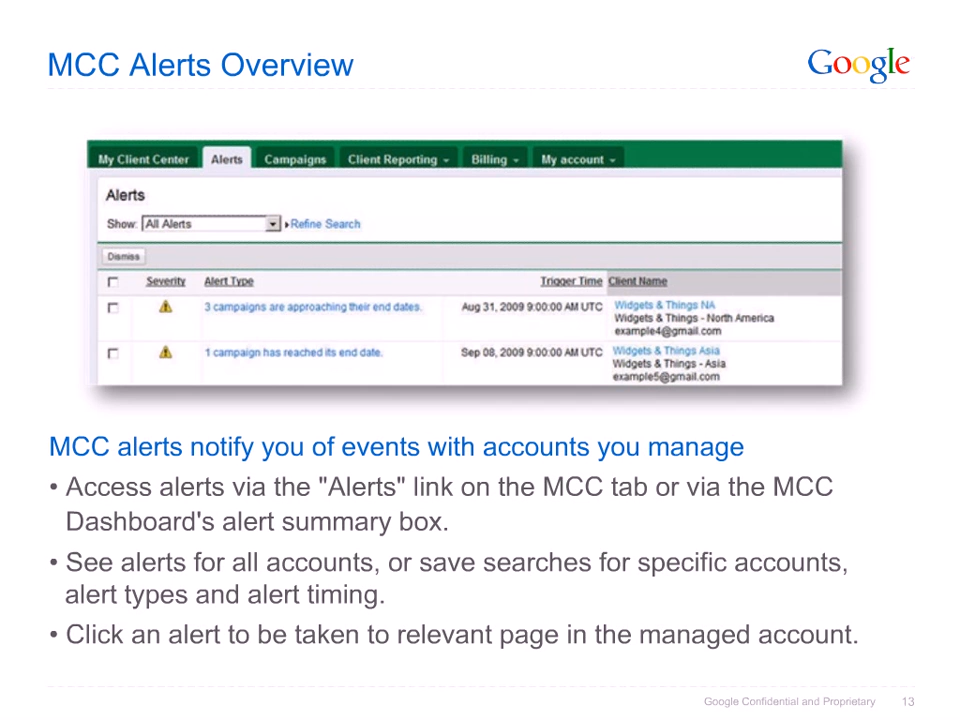 MCC Alerts Overview
Google
My Client Center Alerts Campaigns Client Reporting Billing My account
Alerts
Show: All Alerts Refine Search
Dismiss
Severity Alert Type Trigger Time Client Name
3 campaigns are approaching their end dates. Aug 31, 2009 9:00:00 AM UTC Widgets & Things NA
Widgets & Things - North America
example4@gmail.com
1 campaign has reached its end date. Sep 08, 2009 9:00:00 AM UTC Widgets & Things Asia
Widgets & Things - Asia
example5@gmail.com
MCC alerts notify you of events with accounts you manage
• Access alerts via the "Alerts" link on the MCC tab or via the MCC
Dashboard's alert summary box.
• See alerts for all accounts, or save searches for specific accounts,
alert types and alert timing.
• Click an alert to be taken to relevant page in the managed account.
Google Confidential and Proprietary 13